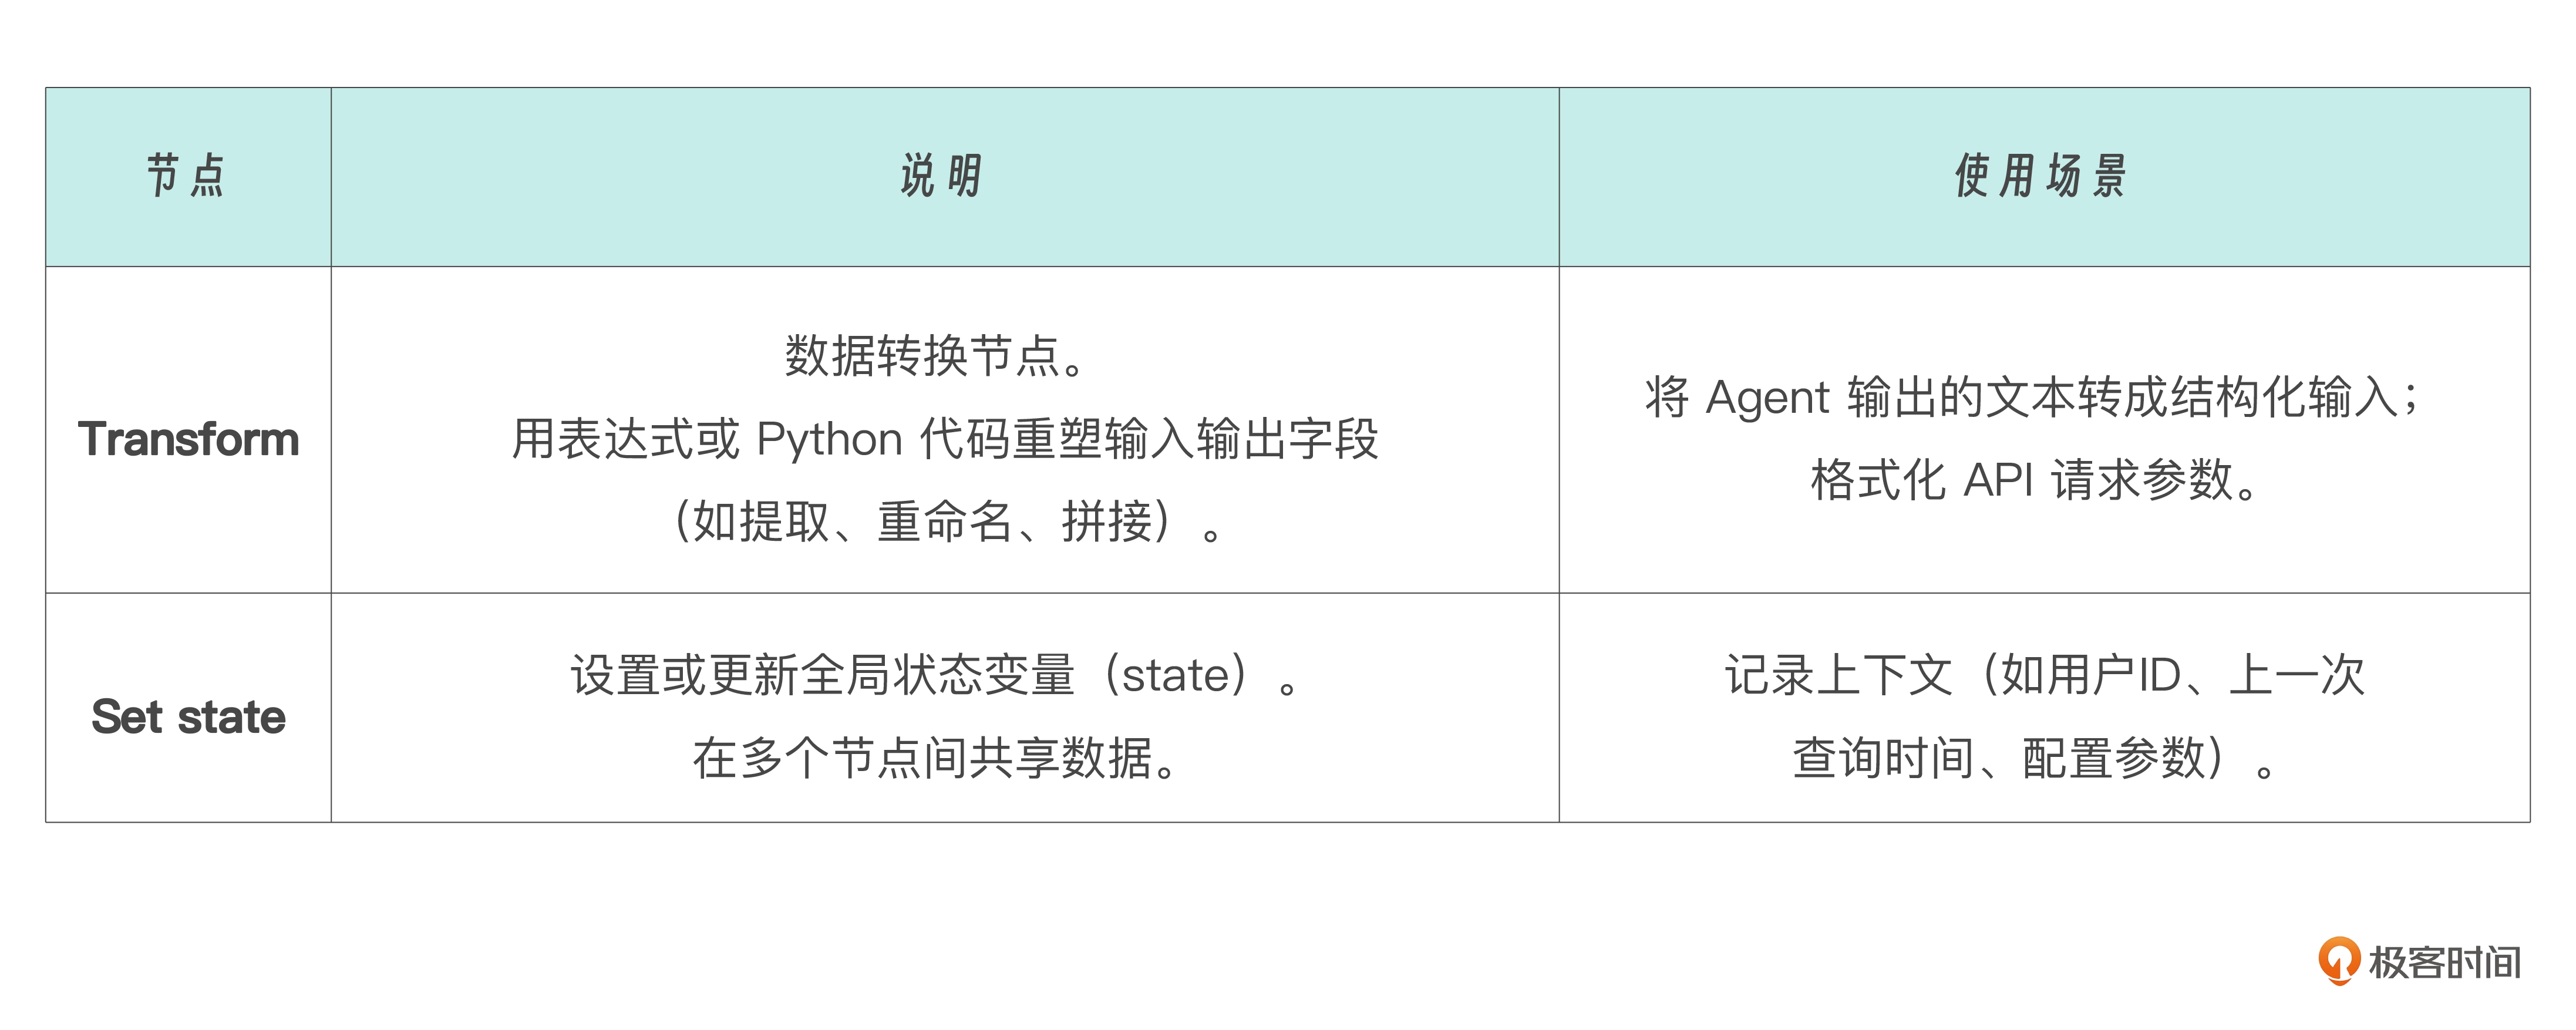 节点
说明
使用场景
Transform
数据转换节点。
用表达式或 Python 代码重塑输入输出字段
（如提取、重命名、拼接）。
将 Agent 输出的文本转成结构化输入；
格式化 API 请求参数。
Set state
设置或更新全局状态变量（state）。
在多个节点间共享数据。
记录上下文（如用户ID、上一次
查询时间、配置参数）。
极客时间